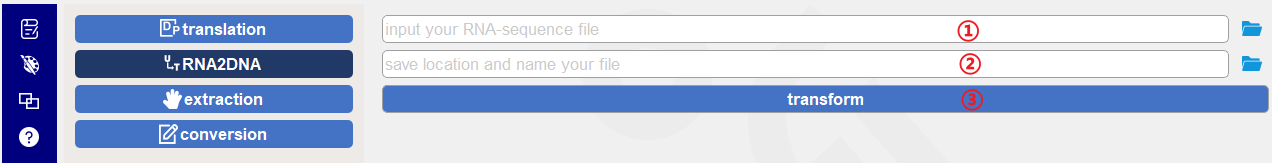 translation
RNA2DNA
extraction
conversion
input your RNA-sequence file ①
save location and name your file ②
transform ③